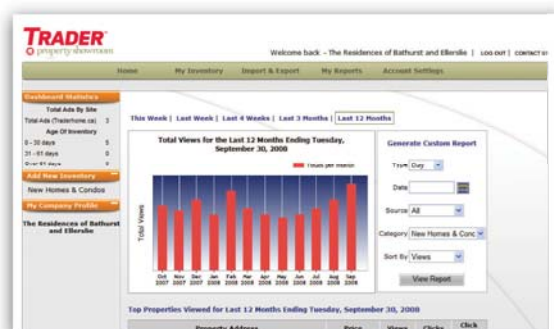 TRADER
property showroom
Welcome back - The Residences of Bathurst and Ellerslie | LOG OUT | CONTACT
Home My Inventory Import & Export My Reports Account Settings
Dashboard Statistics
Total Ads By Site
Total Ads (Traderhome.ca) 3
Age Of Inventory
0 - 30 days 5
31 - 61 days 0
Over 91 days
Add New Inventory
New Homes & Condos
My Company Profile
The Residences of Bathurst and Ellerslie
This Week | Last Week | Last 4 Weeks | Last 3 Months | Last 12 Months
Total Views for the Last 12 Months Ending Tuesday,
September 30, 2008
Totals per month
Total Views
Oct Nov Dec Jan Feb Mar Apr May Jun Jul Aug Sep
2007 2007 2007 2008 2008 2008 2008 2008 2008 2008 2008 2008
Generate Custom Report
Type Day
Date
Source All
Category New Homes & Conc
Sort By Views
View Report
Top Properties Viewed for Last 12 Months Ending Tuesday, September 30, 2008
Property Address Price Views Clicks Click